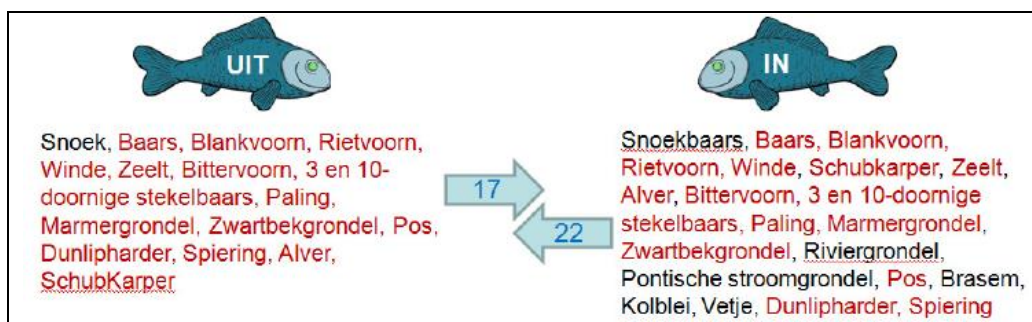 UIT
Snoek, Baars, Blankvoorn, Rietvoorn,
Winde, Zeelt, Bittervoorn, 3 en 10-
doornige stekelbaars, Paling,
Marmergrondel, Zwartbekgrondel, Pos,
Dunlipharder, Spiering, Alver,
SchubKarper
17
22
IN
Snoekbaars, Baars, Blankvoorn,
Rietvoorn, Winde, Schubkarper, Zeelt,
Alver, Bittervoorn, 3 en 10-doornige
stekelbaars, Paling, Marmergrondel,
Zwartbekgrondel, Riviergrondel,
Pontische stroomgrondel, Pos, Brasem,
Kolblei, Vetje, Dunlipharder, Spiering